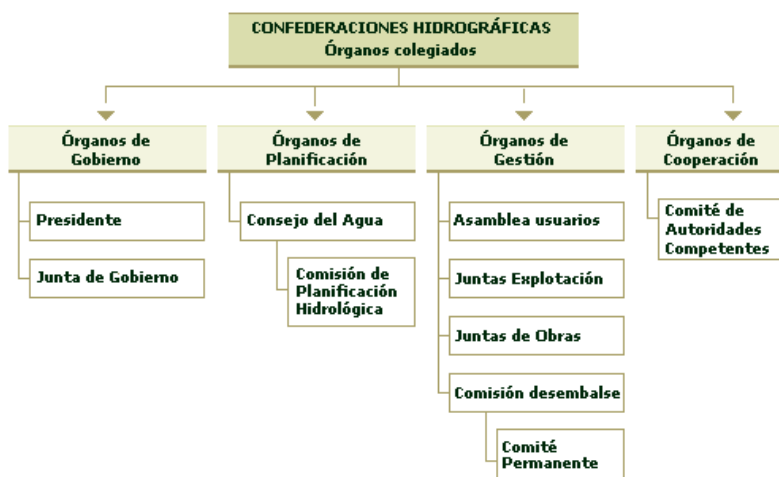 CONFEDERACIONES HIDROGRÁFICAS
Órganos colegiados
Órganos de
Gobierno
Presidente
Junta de Gobierno
Órganos de
Planificación
Consejo del Agua
Comisión de
Planificación
Hidrológica
Órganos de
Gestión
Asamblea usuarios
Juntas Explotación
Juntas de Obras
Comisión desembalse
Comité
Permanente
Órganos de
Cooperación
Comité de
Autoridades
Competentes